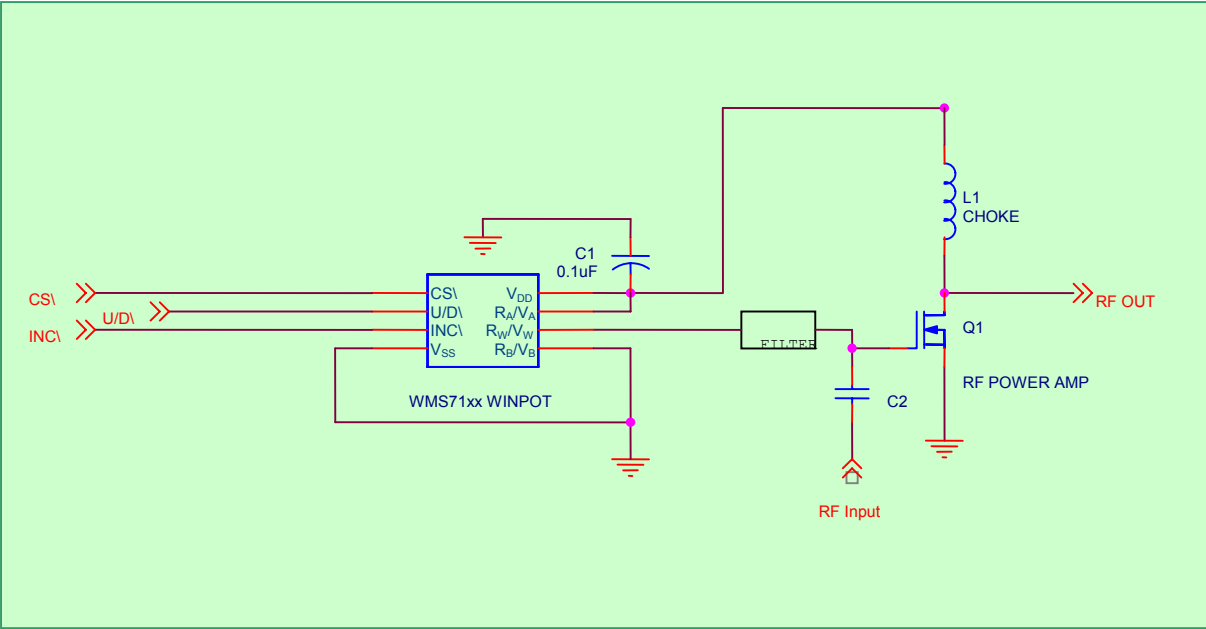 L1
CHOKE
C1
0.1uF
CS\
U/D\
INC\
CS\
U/D\
INC\
VSS
VDD
RA/VA
RW/VW
RB/VB
WMS71xx WINPOT
FILTER
C2
RF Input
RF OUT
Q1
RF POWER AMP